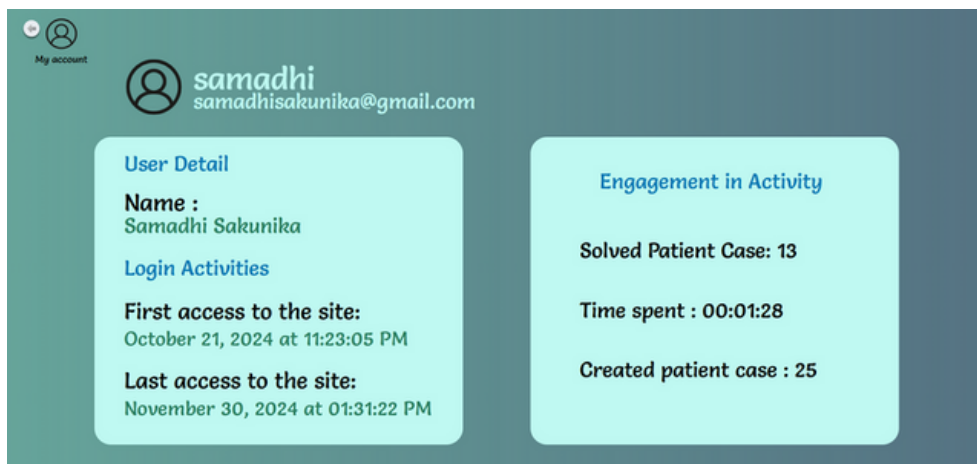 My account
samadhi
samadhisakunika@gmail.com
User Detail
Name :
Samadhi Sakunika
Login Activities
First access to the site:
October 21, 2024 at 11:23:05 PM
Last access to the site:
November 30, 2024 at 01:31:22 PM
Engagement in Activity
Solved Patient Case: 13
Time spent : 00:01:28
Created patient case : 25